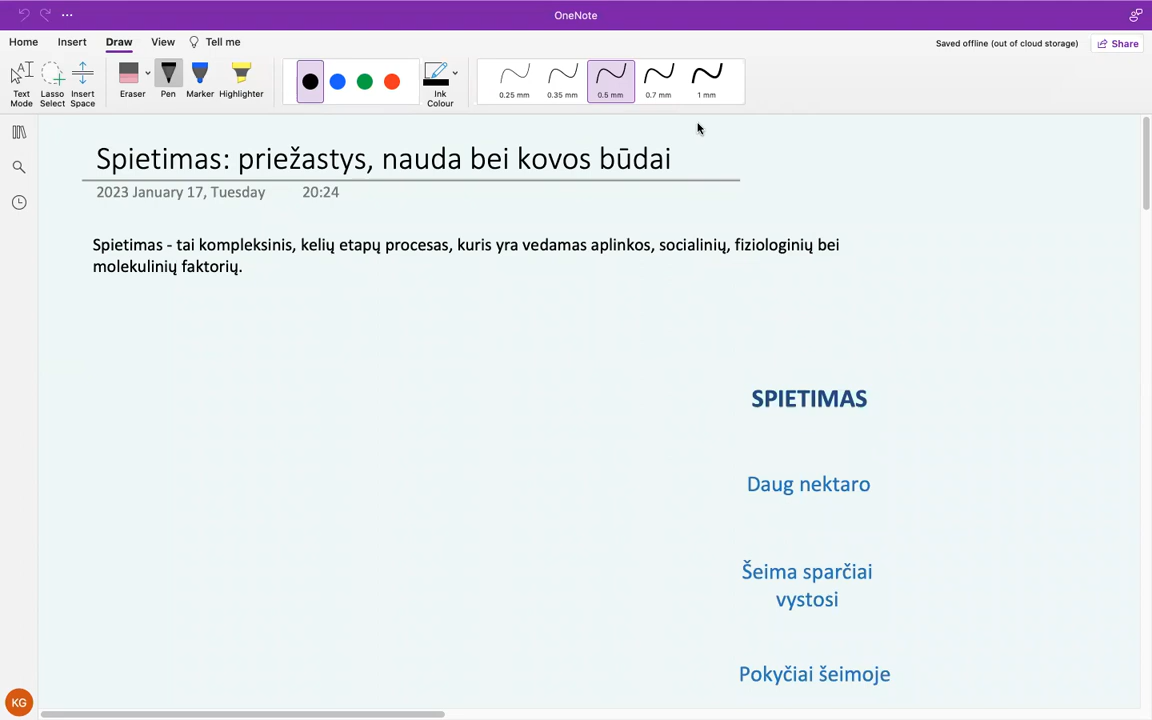 OneNote
Home Insert Draw View Tell me
Saved offline (out of cloud storage) Share
Text Mode
Lasso Select
Insert Space
Eraser
Pen
Marker
Highlighter
Ink Colour
0.25 mm
0.35 mm
0.5 mm
0.7 mm
1 mm
Spietimas: priežastys, nauda bei kovos būdai
2023 January 17, Tuesday 20:24
Spietimas - tai kompleksinis, kelių etapų procesas, kuris yra vedamas aplinkos, socialinių, fiziologinių bei
molekulinių faktorių.
SPIETIMAS
Daug nektaro
Šeima sparčiai
vystosi
Pokyčiai šeimoje
KG